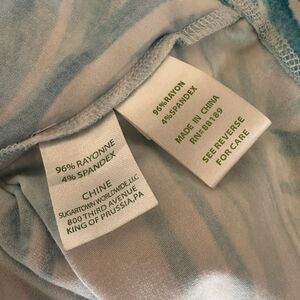 96% RAYONNE
4% SPANDEX
CHINE
SUGARTOWN WORLDWIDE, LLC
800 THIRD AVENUE
KING OF PRUSSIA, PA
96% RAYON
4% SPANDEX
MADE IN CHINA
RN#88189
SEE REVERSE
FOR CARE